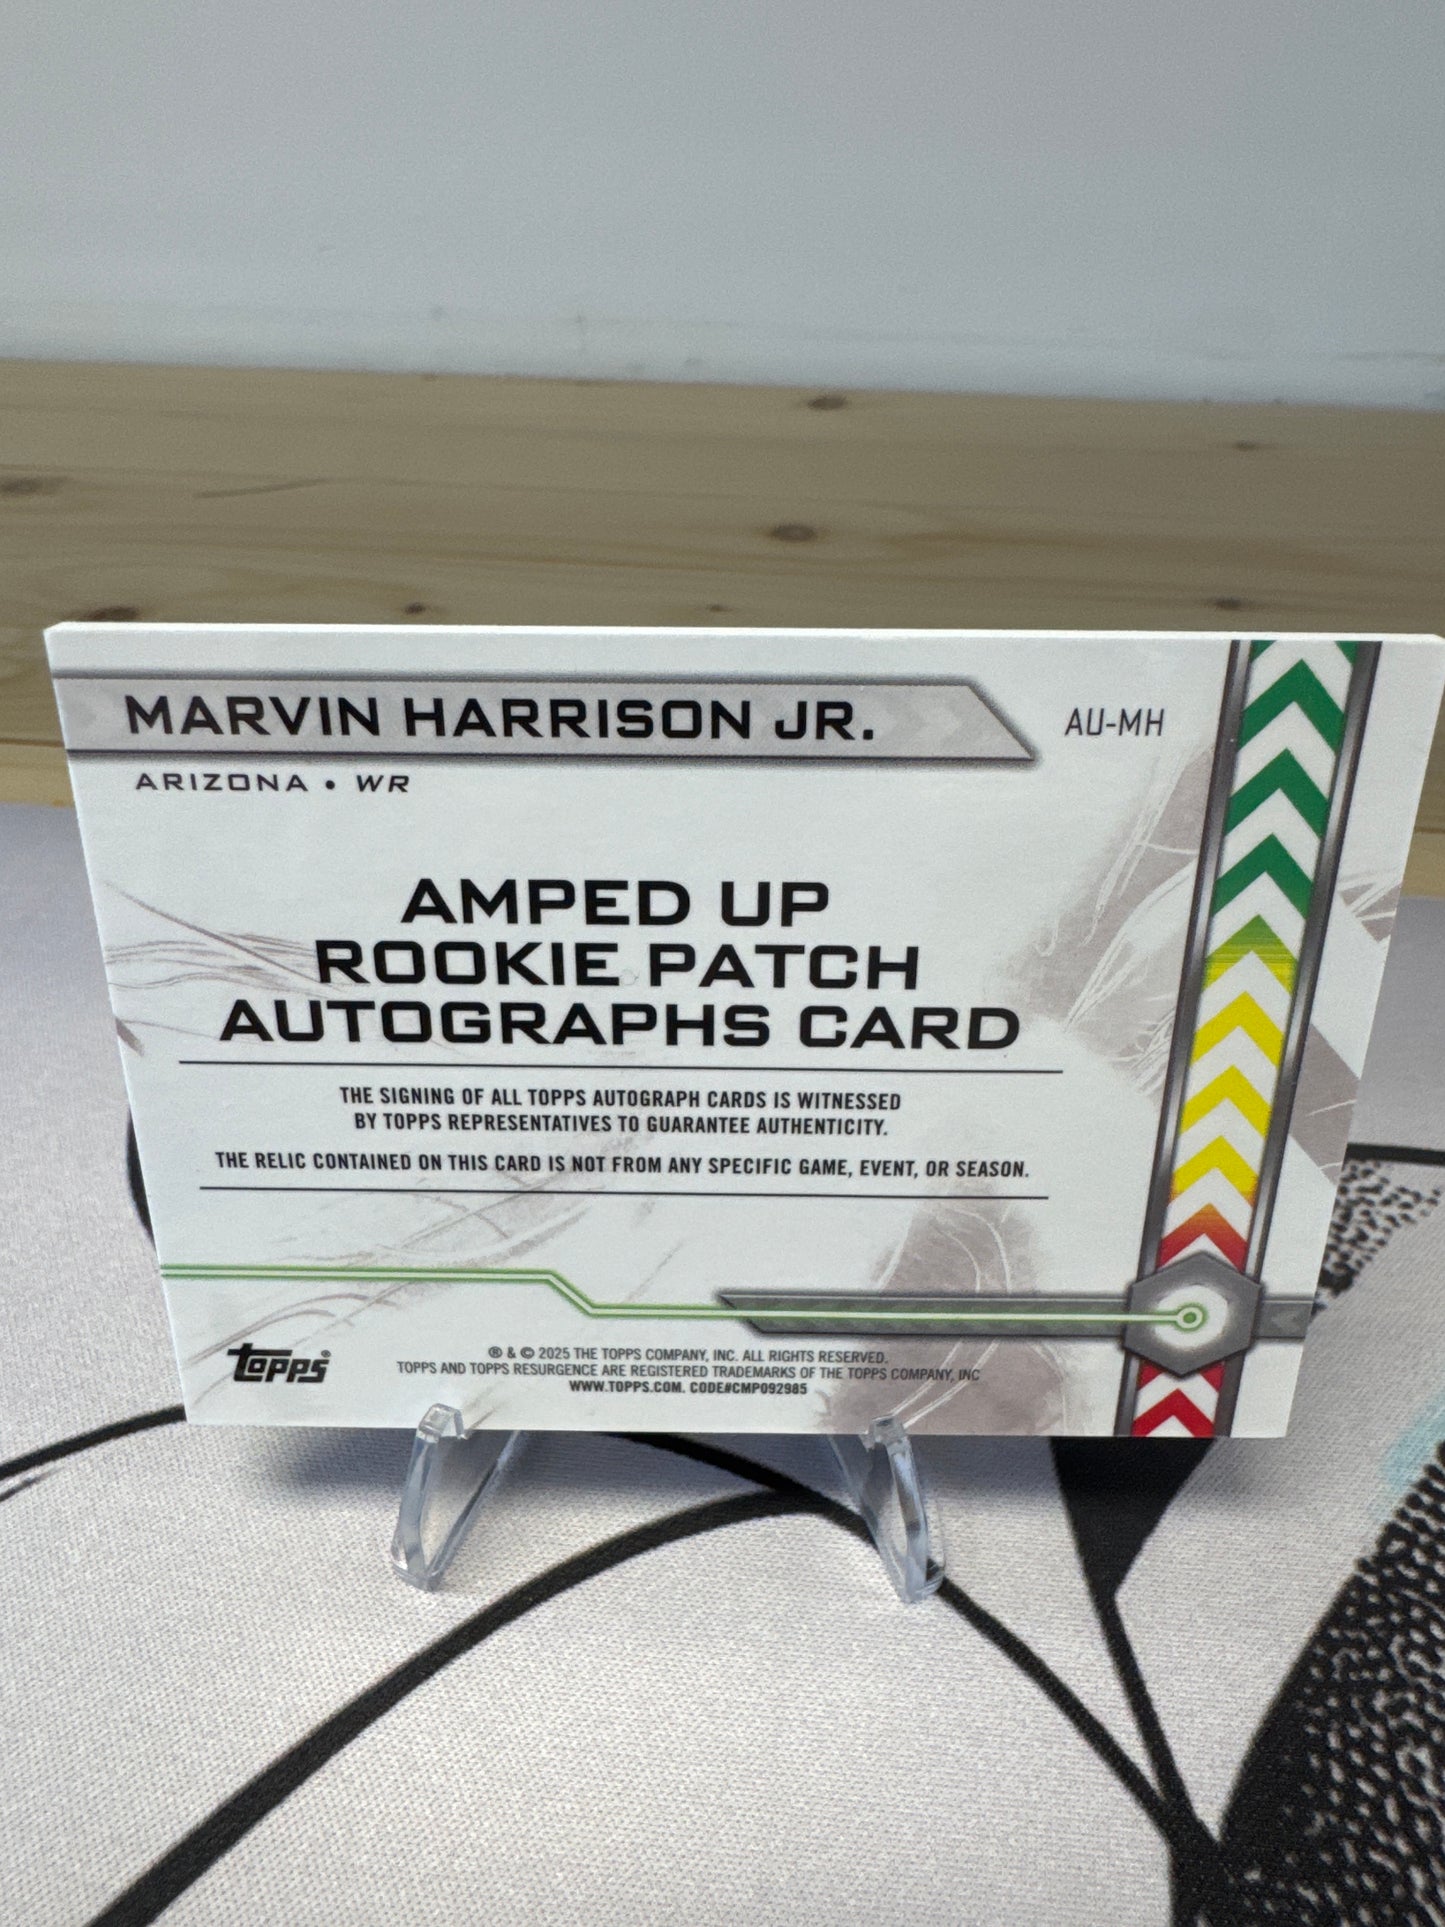 MARVIN HARRISON JR.
AU-MH
ARIZONA • WR
AMPED UP
ROOKIE PATCH
AUTOGRAPHS CARD
THE SIGNING OF ALL TOPPS AUTOGRAPH CARDS IS WITNESSED
BY TOPPS REPRESENTATIVES TO GUARANTEE AUTHENTICITY.
THE RELIC CONTAINED ON THIS CARD IS NOT FROM ANY SPECIFIC GAME, EVENT, OR SEASON.
topps®
® & © 2025 THE TOPPS COMPANY, INC. ALL RIGHTS RESERVED.
TOPPS AND TOPPS RESURGENCE ARE REGISTERED TRADEMARKS OF THE TOPPS COMPANY, INC
WWW.TOPPS.COM. CODE#CMP092985